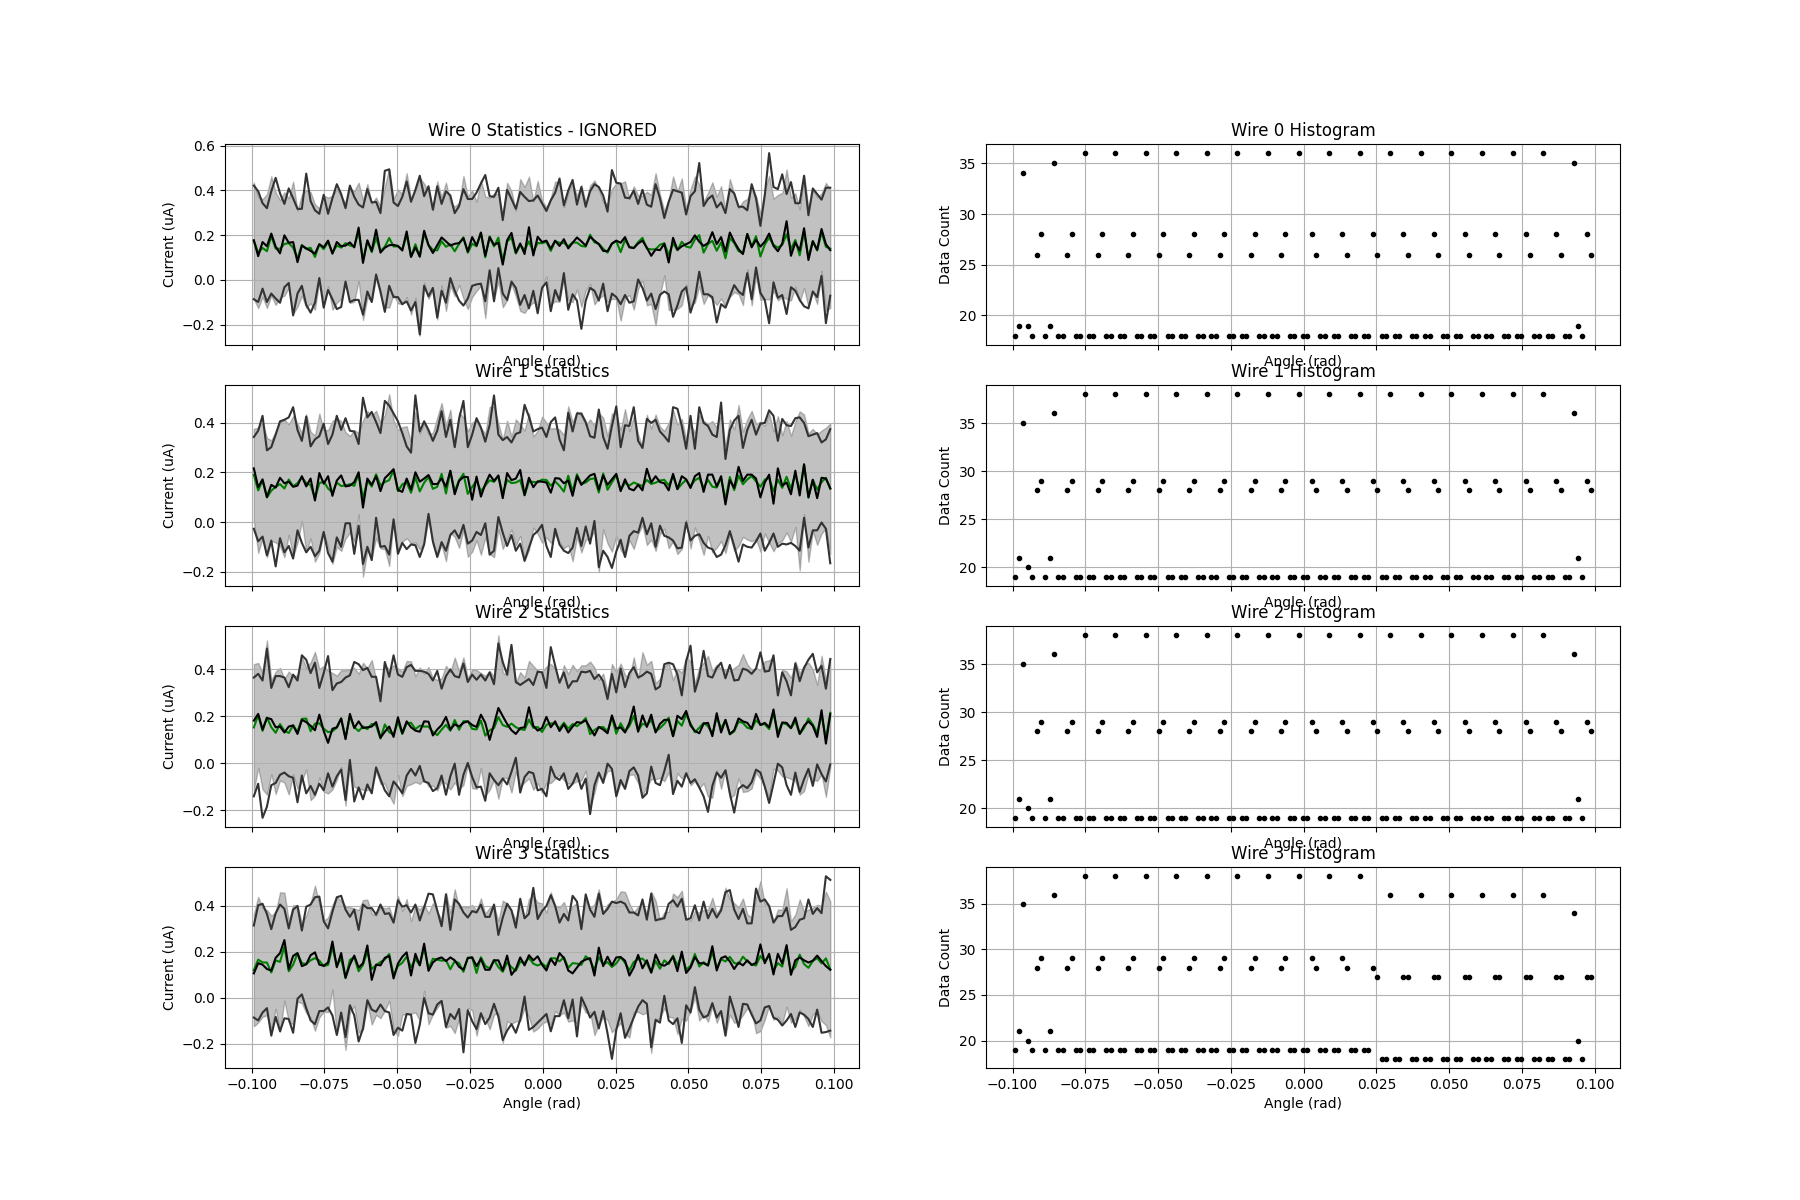 Wire 0 Statistics - IGNORED
Current (uA)
0.6
0.4
0.2
0.0
−0.2
Angle (rad)
Wire 0 Histogram
Data Count
35
30
25
20
Angle (rad)
Wire 1 Statistics
Current (uA)
0.4
0.2
0.0
−0.2
Angle (rad)
Wire 1 Histogram
Data Count
35
30
25
20
Angle (rad)
Wire 2 Statistics
Current (uA)
0.4
0.2
0.0
−0.2
Angle (rad)
Wire 2 Histogram
Data Count
35
30
25
20
Angle (rad)
Wire 3 Statistics
Current (uA)
0.4
0.2
0.0
−0.2
−0.100 −0.075 −0.050 −0.025 0.000 0.025 0.050 0.075 0.100
Angle (rad)
Wire 3 Histogram
Data Count
35
30
25
20
−0.100 −0.075 −0.050 −0.025 0.000 0.025 0.050 0.075 0.100
Angle (rad)